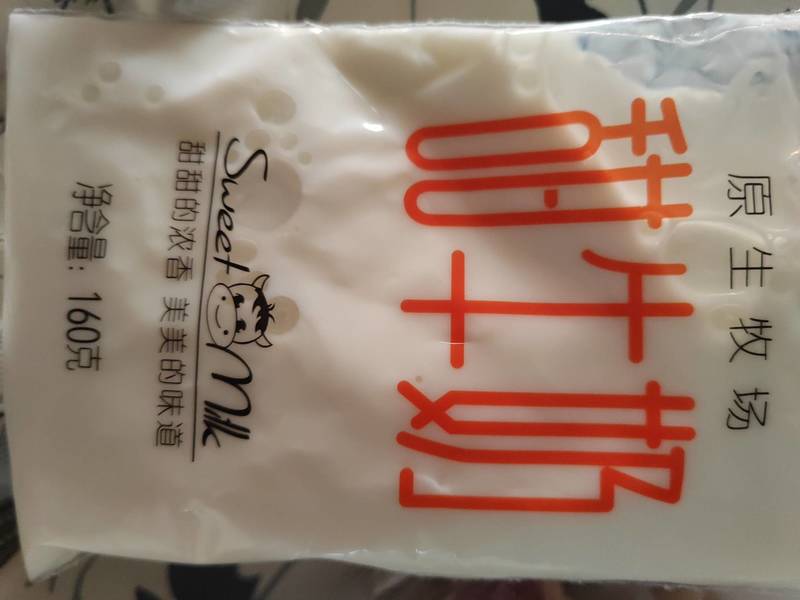 原生牧场
甜牛奶
Sweet Milk
甜甜的浓香 美美的味道
净含量：160克